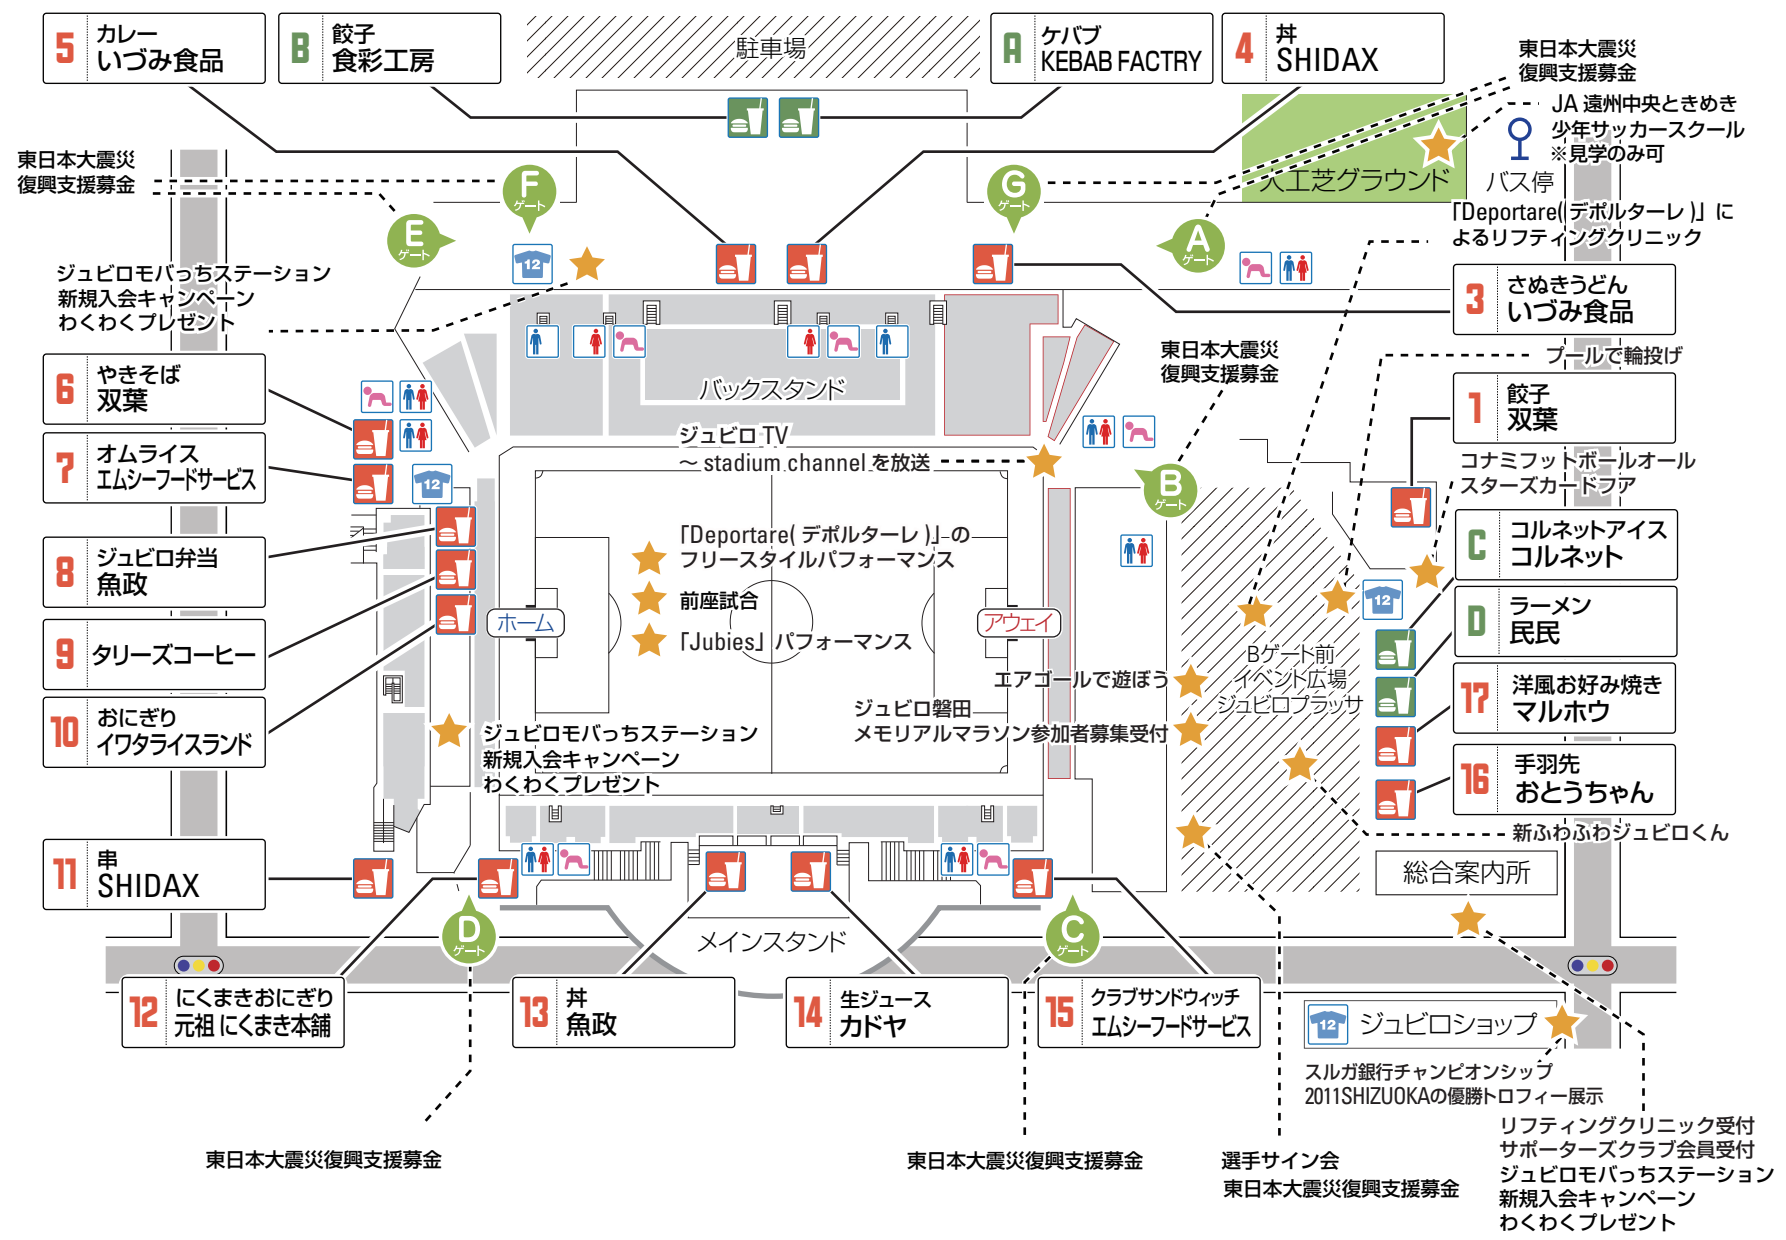 5
カレー
いづみ食品
B
餃子
食彩工房
駐車場
A
ケバブ
KEBAB FACTRY
4
丼
SHIDAX
東日本大震災
復興支援募金
JA 遠州中央ときめき
少年サッカースクール
※見学のみ可
人工芝グラウンド
バス停
東日本大震災
復興支援募金
F
ゲート
G
ゲート
E
ゲート
A
ゲート
「Deportare( デポルターレ )」に
よるリフティングクリニック
12
ジュビロモバっちステーション
新規入会キャンペーン
わくわくプレゼント
3
さぬきうどん
いづみ食品
東日本大震災
復興支援募金
プールで輪投げ
バックスタンド
6
やきそば
双葉
1
餃子
双葉
7
オムライス
エムシーフードサービス
12
ジュビロ TV
～ stadium channel を放送
B
ゲート
コナミフットボールオール
スターズカードフア
「Deportare( デポルターレ )」の
フリースタイルパフォーマンス
前座試合
「Jubies」パフォーマンス
ホーム
アウェイ
8
ジュビロ弁当
魚政
C
コルネットアイス
コルネット
12
D
ラーメン
民民
9
タリーズコーヒー
Bゲート前
イベント広場
ジュビロプラッサ
エアゴールで遊ぼう
ジュビロ磐田
メモリアルマラソン参加者募集受付
17
洋風お好み焼き
マルホウ
10
おにぎり
イワタライスランド
ジュビロモバっちステーション
新規入会キャンペーン
わくわくプレゼント
16
手羽先
おとうちゃん
新ふわふわジュビロくん
11
串
SHIDAX
総合案内所
D
ゲート
メインスタンド
C
ゲート
12
にくまきおにぎり
元祖 にくまき本舗
13
丼
魚政
14
生ジュース
カドヤ
15
クラブサンドウィッチ
エムシーフードサービス
12
ジュビロショップ
スルガ銀行チャンピオンシップ
2011SHIZUOKAの優勝トロフィー展示
東日本大震災復興支援募金
東日本大震災復興支援募金
選手サイン会
東日本大震災復興支援募金
リフティングクリニック受付
サポーターズクラブ会員受付
ジュビロモバっちステーション
新規入会キャンペーン
わくわくプレゼント